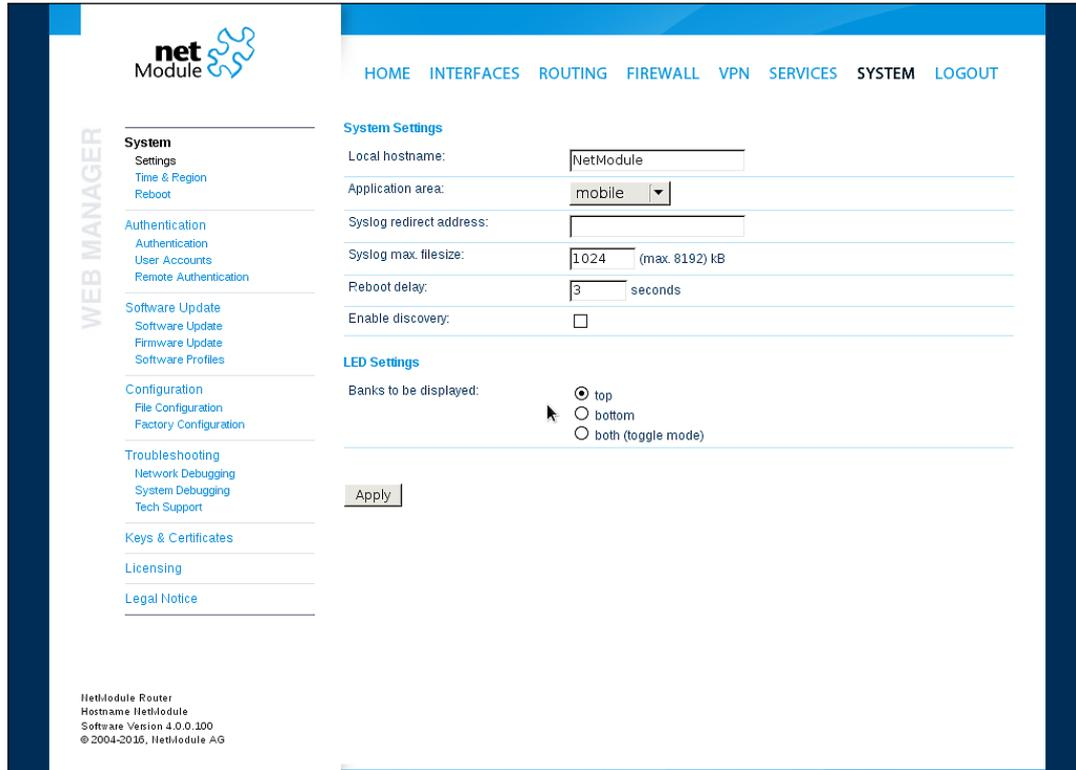 net
Module
HOME INTERFACES ROUTING FIREWALL VPN SERVICES SYSTEM LOGOUT
WEB MANAGER
System
Settings
Time & Region
Reboot
Authentication
Authentication
User Accounts
Remote Authentication
Software Update
Software Update
Firmware Update
Software Profiles
Configuration
File Configuration
Factory Configuration
Troubleshooting
Network Debugging
System Debugging
Tech Support
Keys & Certificates
Licensing
Legal Notice
System Settings
Local hostname: NetModule
Application area: mobile
Syslog redirect address:
Syslog max. filesize: 1024 (max. 8192) kB
Reboot delay: 3 seconds
Enable discovery:
LED Settings
Banks to be displayed: top
bottom
both (toggle mode)
Apply
NetModule Router
Hostname NetModule
Software Version 4.0.0.100
© 2004-2016, NetModule AG